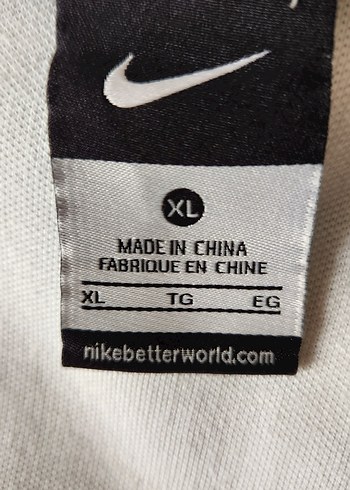 XL
MADE IN CHINA
FABRIQUE EN CHINE
XL TG EG
nikebetterworld.com